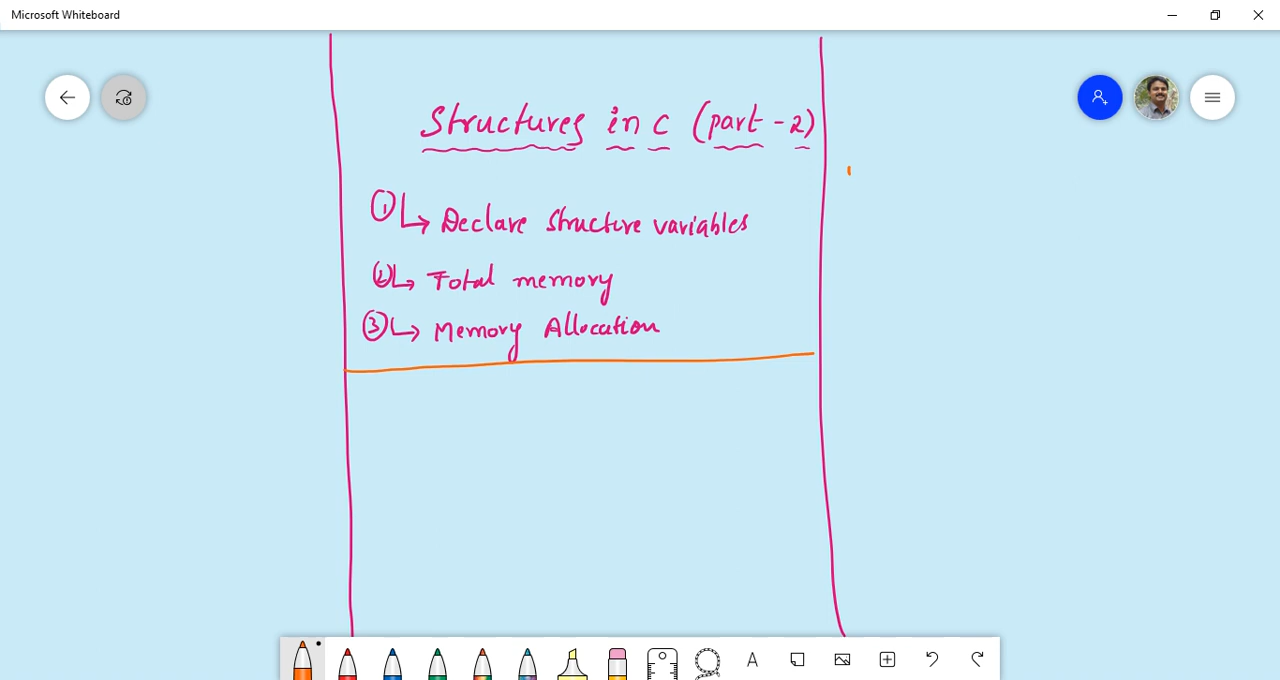 Microsoft Whiteboard
Structures in C (part-2)
① Declare Structure variables
② Total memory
③ Memory Allocation
A